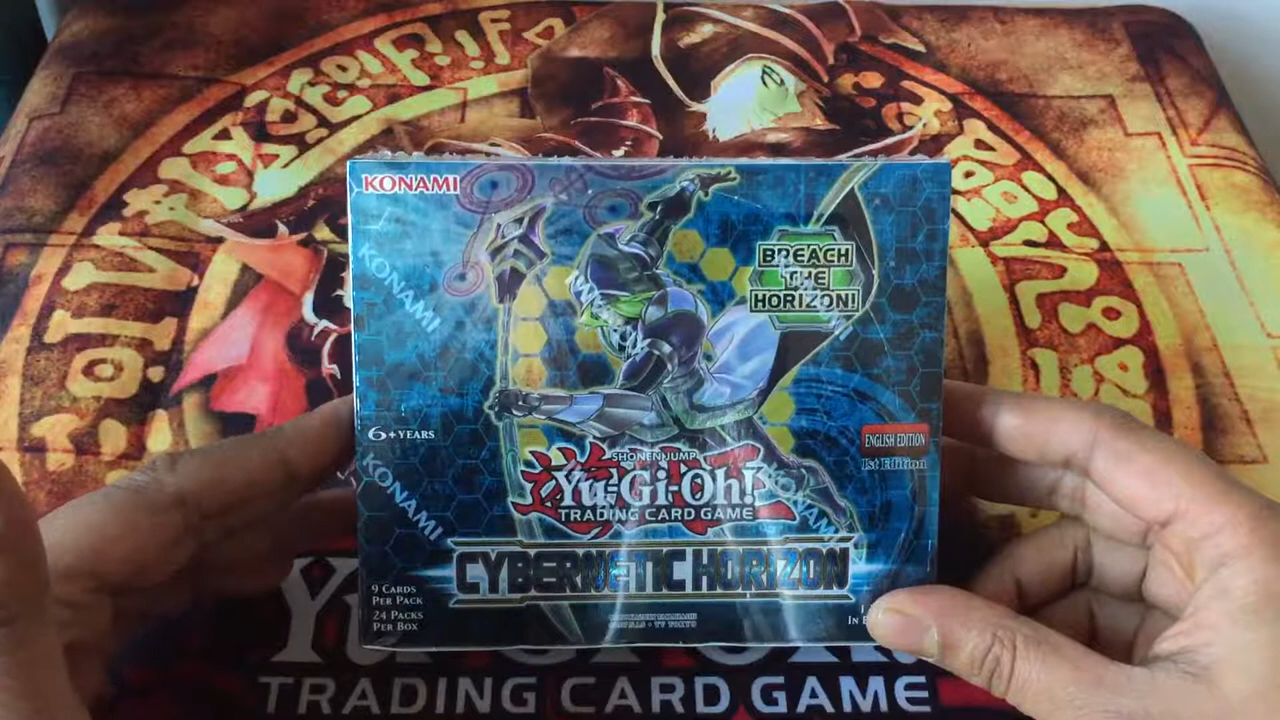 KONAMI
KONAMI
BREACH
THE
HORIZON!
6+ YEARS
ENGLISH EDITION
1st Edition
KONAMI
SHONEN JUMP
Yu-Gi-Oh!
TRADING CARD GAME
KONAMI
CYBERNETIC HORIZON
9 CARDS
PER PACK
24 PACKS
PER BOX
TRADING CARD GAME